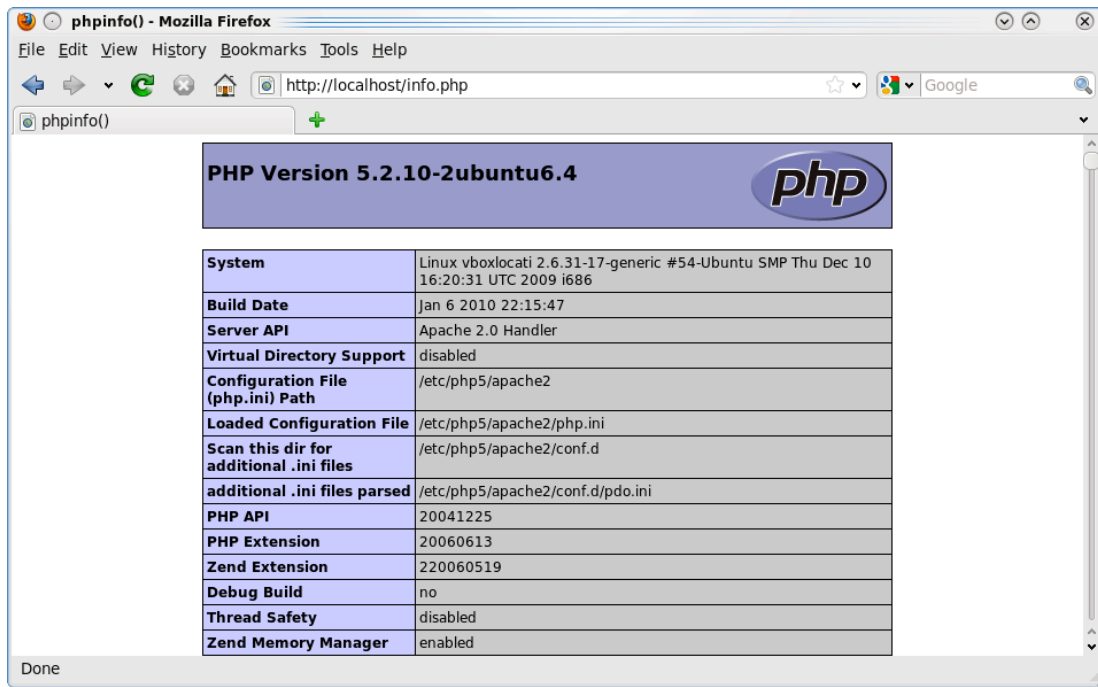 phpinfo() - Mozilla Firefox
File Edit View History Bookmarks Tools Help
http://localhost/info.php
Google
phpinfo()
PHP Version 5.2.10-2ubuntu6.4
php
System Linux vboxlocati 2.6.31-17-generic #54-Ubuntu SMP Thu Dec 10
16:20:31 UTC 2009 i686
Build Date Jan 6 2010 22:15:47
Server API Apache 2.0 Handler
Virtual Directory Support disabled
Configuration File /etc/php5/apache2
(php.ini) Path
Loaded Configuration File /etc/php5/apache2/php.ini
Scan this dir for /etc/php5/apache2/conf.d
additional .ini files
additional .ini files parsed /etc/php5/apache2/conf.d/pdo.ini
PHP API 20041225
PHP Extension 20060613
Zend Extension 220060519
Debug Build no
Thread Safety disabled
Zend Memory Manager enabled
Done